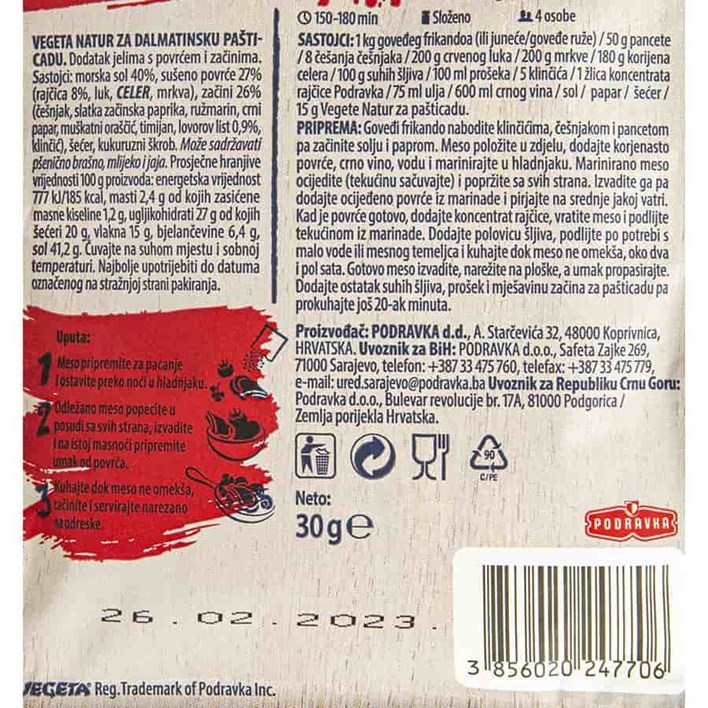 VEGETA NATUR ZA DALMATINSKU PAŠTI-
CADU. Dodatak jelima s povrćem i začinima.
Sastojci: morska sol 40%, sušeno povrće 27%
(rajčica 8%, luk, CELER, mrkva), začini 26%
(češnjak, slatka začinska paprika, ružmarin, crni
papar, muškatni oraščić, timijan, lovorov list 0,9%,
klinčić), šećer, kukuruzni škrob. Može sadržavati
pšenično brašno, mlijeko i jaja. Prosječne hranjive
vrijednosti 100 g proizvoda: energetska vrijednost
777 kJ/185 kcal, masti 2,4 g od kojih zasićene
masne kiseline 1,2 g, ugljikohidrati 27 g od kojih
šećeri 20 g, vlakna 15 g, bjelančevine 6,4 g,
sol 41,2 g. Čuvajte na suhom mjestu i sobnoj
temperaturi. Najbolje upotrijebiti do datuma
označenog na stražnjoj strani pakiranja.
Uputa:
1 Meso pripremite za pacanje
i ostavite preko noći u hladnjaku.
2 Odležano meso popecite u
posudi sa svih strana, izvadite
i na istoj masnoći pripremite
umak od povrća.
3 Kuhajte dok meso ne omekša,
začinite i servirajte narezano
na odreske.
150-180 min Složeno 4 osobe
SASTOJCI: 1 kg goveđeg frikandoa (ili juneće/goveđe ruže) / 50 g pancete
/ 8 češanja češnjaka / 200 g crvenog luka / 200 g mrkve / 180 g korijena
celera / 100 g suhih šljiva / 100 ml prošeka / 5 klinčića / 1 žlica koncentrata
rajčice Podravka / 75 ml ulja / 600 ml crnog vina / sol / papar / šećer /
15 g Vegete Natur za pašticadu.
PRIPREMA: Goveđi frikando nabodite klinčićima, češnjakom i pancetom
pa začinite solju i paprom. Meso položite u zdjelu, dodajte korjenasto
povrće, crno vino, vodu i marinirajte u hladnjaku. Marinirano meso
ocijedite (tekućinu sačuvajte) i popržite sa svih strana. Izvadite ga pa
dodajte ocijeđeno povrće iz marinade i pirjajte na srednje jakoj vatri.
Kad je povrće gotovo, dodajte koncentrat rajčice, vratite meso i podlijte
tekućinom iz marinade. Dodajte polovicu šljiva, podlijte po potrebi s
malo vode ili mesnog temeljca i kuhajte dok meso ne omekša, oko dva
i pol sata. Gotovo meso izvadite, narežite na ploške, a umak propasirajte.
Dodajte ostatak suhih šljiva, prošek i mješavinu začina za pašticadu pa
prokuhajte još 20-ak minuta.
Proizvođač: PODRAVKA d.d., A. Starčevića 32, 48000 Koprivnica,
HRVATSKA. Uvoznik za BiH: PODRAVKA d.o.o., Safeta Zajke 269,
71000 Sarajevo, telefon: +387 33 475 760, telefax: +387 33 475 779,
e-mail: ured.sarajevo@podravka.ba Uvoznik za Republiku Crnu Goru:
Podravka d.o.o., Bulevar revolucije br. 17A, 81000 Podgorica /
Zemlja porijekla Hrvatska.
90
C/PE
Neto:
30 g e
PODRAVKA
26.02.2023.
3 856020 247706
VEGETA Reg. Trademark of Podravka Inc.